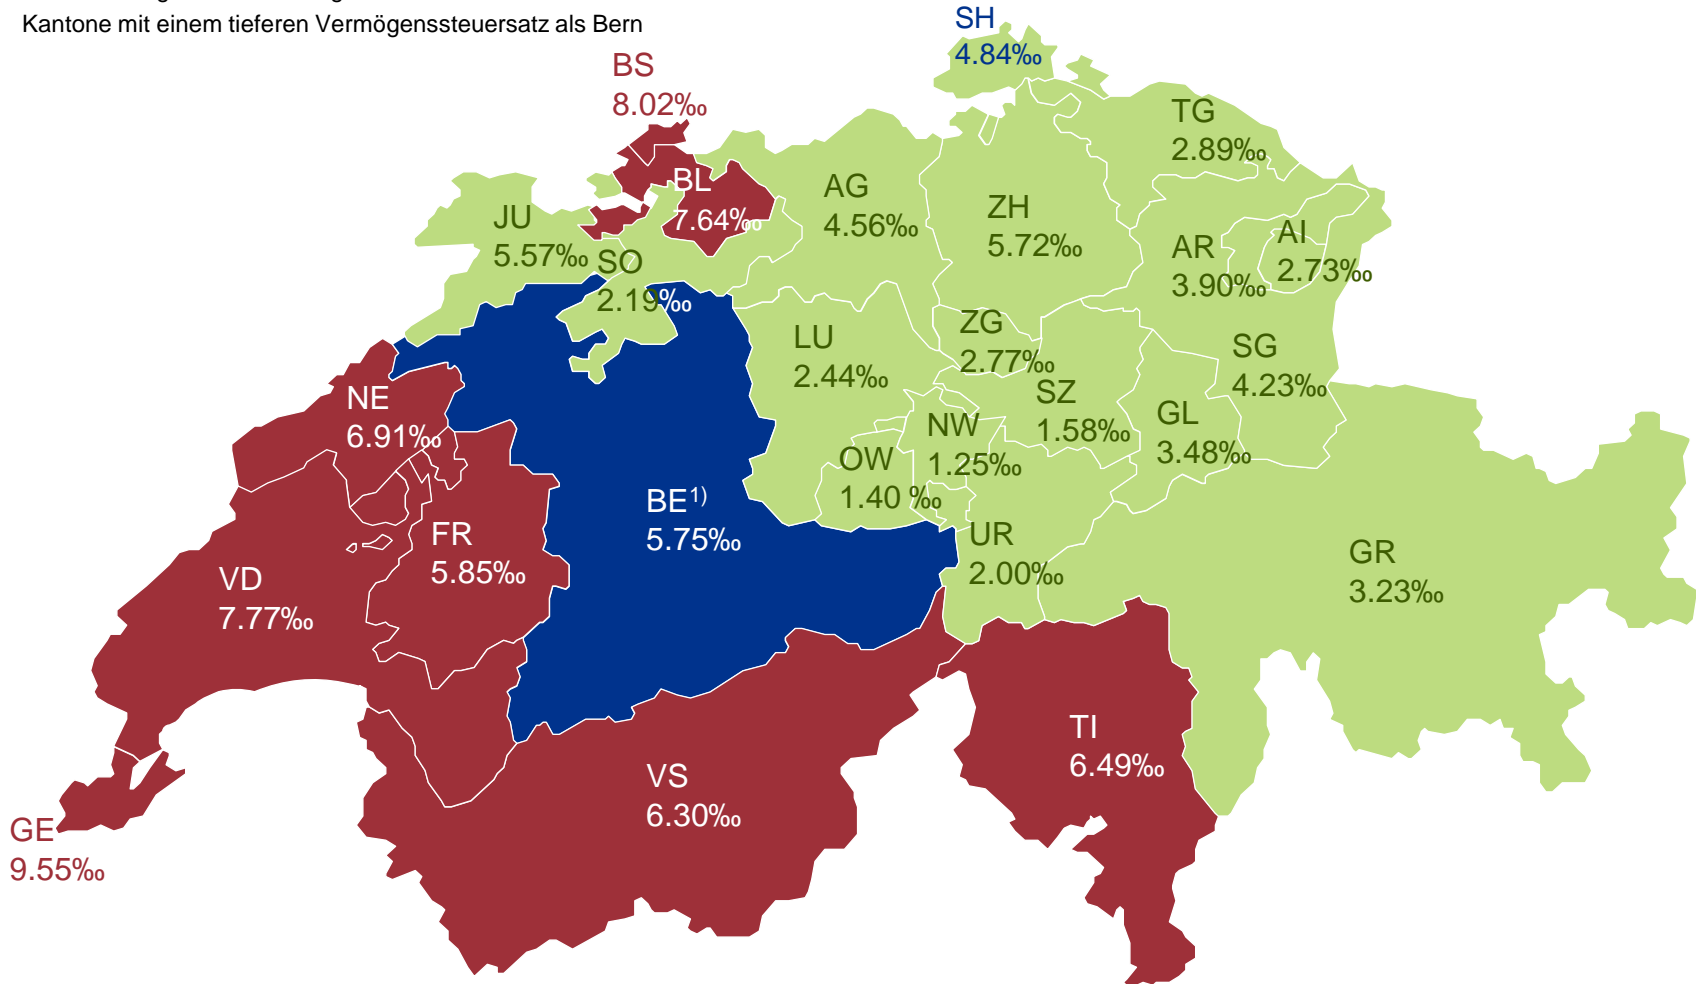 Kantone mit einem tieferen Vermögenssteuersatz als Bern
SH
4.84‰
BS
8.02‰
TG
2.89‰
BL
7.64‰
AG
4.56‰
ZH
5.72‰
JU
5.57‰
AR
3.90‰
AI
2.73‰
SO
2.19‰
LU
2.44‰
ZG
2.77‰
SG
4.23‰
NE
6.91‰
SZ
1.58‰
GL
3.48‰
NW
1.25‰
OW
1.40 ‰
BE1)
5.75‰
FR
5.85‰
UR
2.00‰
GR
3.23‰
VD
7.77‰
TI
6.49‰
VS
6.30‰
GE
9.55‰